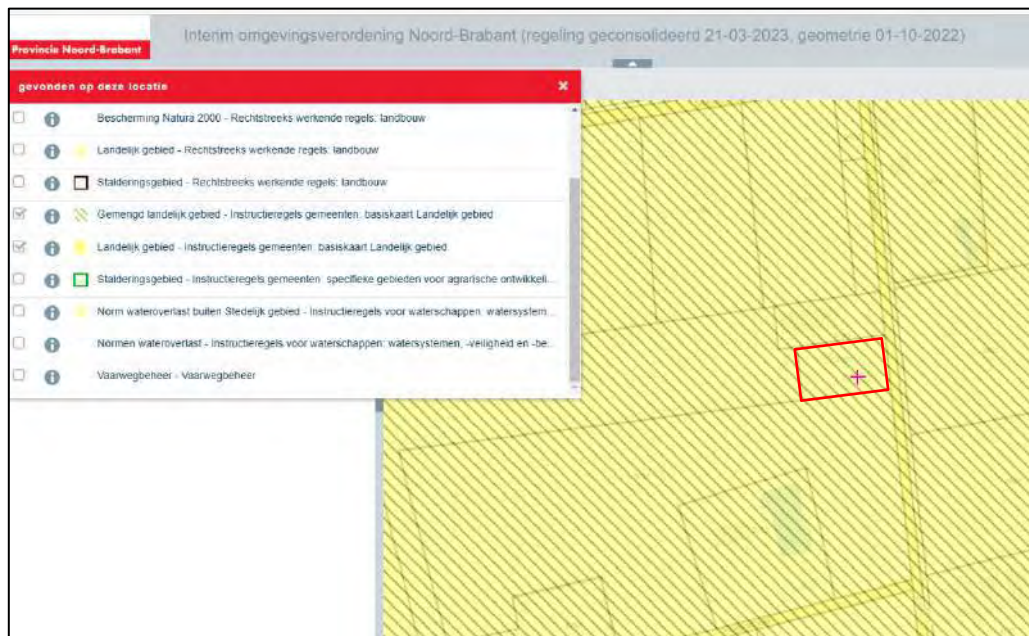 Interim omgevingsverordening Noord-Brabant (regeling geconsolideerd 21-03-2023, geometrie 01-10-2022)
Provincie Noord-Brabant
gevonden op deze locatie
Bescherming Natura 2000 - Rechtstreeks werkende regels: landbouw
Landelijk gebied - Rechtstreeks werkende regels: landbouw
Stalderingsgebied - Rechtstreeks werkende regels: landbouw
Gemengd landelijk gebied - Instructieregels gemeenten: basiskaart Landelijk gebied
Landelijk gebied - Instructieregels gemeenten: basiskaart Landelijk gebied
Stalderingsgebied - Instructieregels gemeenten: specifieke gebieden voor agrarische ontwikkeli...
Norm wateroverlast buiten Stedelijk gebied - Instructieregels voor waterschappen: watersystem...
Normen wateroverlast - Instructieregels voor waterschappen: watersystemen, -veiligheid en -be...
Vaarwegbeheer - Vaarwegbeheer